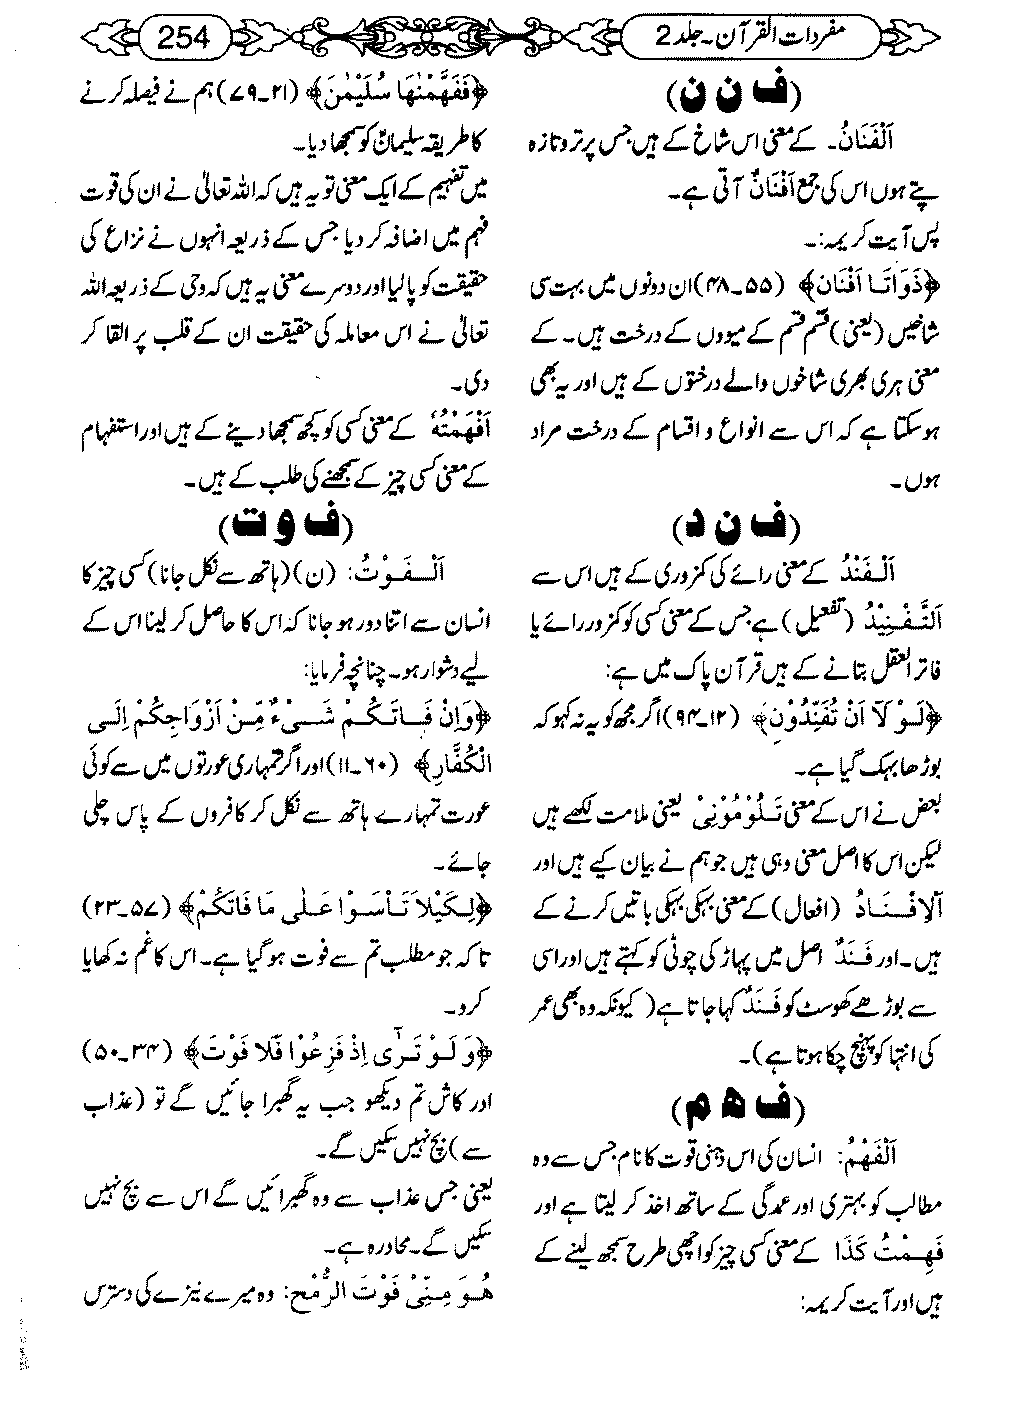 مفردات القرآن۔جلد 2
254
(ف ن ن)
اَلْفَنَانُ۔ کے معنی اس شاخ کے ہیں جس پر تروتازہ
پتے ہوں اس کی جمع اَفْنَانٌ آتی ہے۔
پس آیت کریمہ:۔
﴿ذَوَاتَآ اَفْنَان﴾ (۵۵۔۴۸) ان دونوں میں بہت سی
شاخیں (یعنی) قسم قسم کے میووں کے درخت ہیں۔ کے
معنی ہری بھری شاخوں والے درختوں کے ہیں اور یہ بھی
ہوسکتا ہے کہ اس سے انواع و اقسام کے درخت مراد
ہوں۔
(ف ن د)
اَلْفَنْدُ کے معنی رائے کی کمزوری کے ہیں اس سے
اَلتَّفْنِیْدُ (تفعیل) ہے جس کے معنی کسی کو کمزور رائے یا
فاتر العقل بتانے کے ہیں قرآن پاک میں ہے:
﴿لَوْ لَآ اَنْ تُفَنِّدُوْنِ﴾ (۱۲۔۹۴) اگر مجھ کو یہ نہ کہو کہ
بوڑھا بہک گیا ہے۔
بعض نے اس کے معنی تَلُوْمُوْنِیْ یعنی ملامت لکھے ہیں
لیکن اس کا اصل معنی وہی ہیں جو ہم نے بیان کیے ہیں اور
اَلْاِفْنَادُ (افعال) کے معنی بہکی بہکی باتیں کرنے کے
ہیں۔ اور فَنَدٌ اصل میں پہاڑ کی چوٹی کو کہتے ہیں اور اسی
سے بوڑھے کھوسٹ کو فَنَدٌ کہا جاتا ہے (کیونکہ وہ بھی عمر
کی انتہا کو پہنچ چکا ہوتا ہے)۔
(ف ھ م)
اَلْفَهْمُ: انسان کی اس ذہنی قوت کا نام جس سے وہ
مطالب کو بہتری اور عمدگی کے ساتھ اخذ کر لیتا ہے اور
فَهِمْتُ كَذَا کے معنی کسی چیز کو اچھی طرح سمجھ لینے کے
ہیں اور آیت کریمہ:
﴿فَفَهَّمْنٰهَا سُلَيْمٰنَ﴾ (۲۱۔۷۹) ہم نے فیصلہ کرنے
کا طریقہ سلیمان کو سمجھا دیا۔
میں تفہیم کے ایک معنی تو یہ ہیں کہ اللہ تعالیٰ نے ان کی قوت
فہم میں اضافہ کر دیا جس کے ذریعہ انہوں نے نزاع کی
حقیقت کو پا لیا اور دوسرے معنی یہ ہیں کہ وحی کے ذریعہ اللہ
تعالیٰ نے اس معاملہ کی حقیقت ان کے قلب پر القا کر
دی۔
اَفْهَمْتُهٗ کے معنی کسی کو کچھ سمجھا دینے کے ہیں اور استفہام
کے معنی کسی چیز کے سمجھنے کی طلب کے ہیں۔
(ف و ت)
اَلْفَوْتُ: (ن) (ہاتھ سے نکل جانا) کسی چیز کا
انسان سے اتنا دور ہو جانا کہ اس کا حاصل کر لینا اس کے
لیے دشوار ہو۔ چنانچہ فرمایا:
﴿وَاِنْ فَاتَكُمْ شَیْءٌ مِّنْ اَزْوَاجِكُمْ اِلَی
الْكُفَّارِ﴾ (۶۰۔۱۱) اور اگر تمہاری عورتوں میں سے کوئی
عورت تمہارے ہاتھ سے نکل کر کافروں کے پاس چلی
جائے۔
﴿لِكَيْلَا تَأْسَوْا عَلٰى مَا فَاتَكُمْ﴾ (۵۷۔۲۳)
تا کہ جو مطلب تم سے فوت ہو گیا ہے۔ اس کا غم نہ کھایا
کرو۔
﴿وَلَوْ تَرٰٓى اِذْ فَزِعُوْا فَلَا فَوْتَ﴾ (۳۴۔۵۰)
اور کاش تم دیکھو جب یہ گھبرا جائیں گے تو (عذاب
سے) بچ نہیں سکیں گے۔
یعنی جس عذاب سے وہ گھبرائیں گے اس سے بچ نہیں
سکیں گے۔ محاورہ ہے۔
هُوَ مِنِّىْ فَوْتَ الرُّمْحِ: وہ میرے نیزے کی دسترس